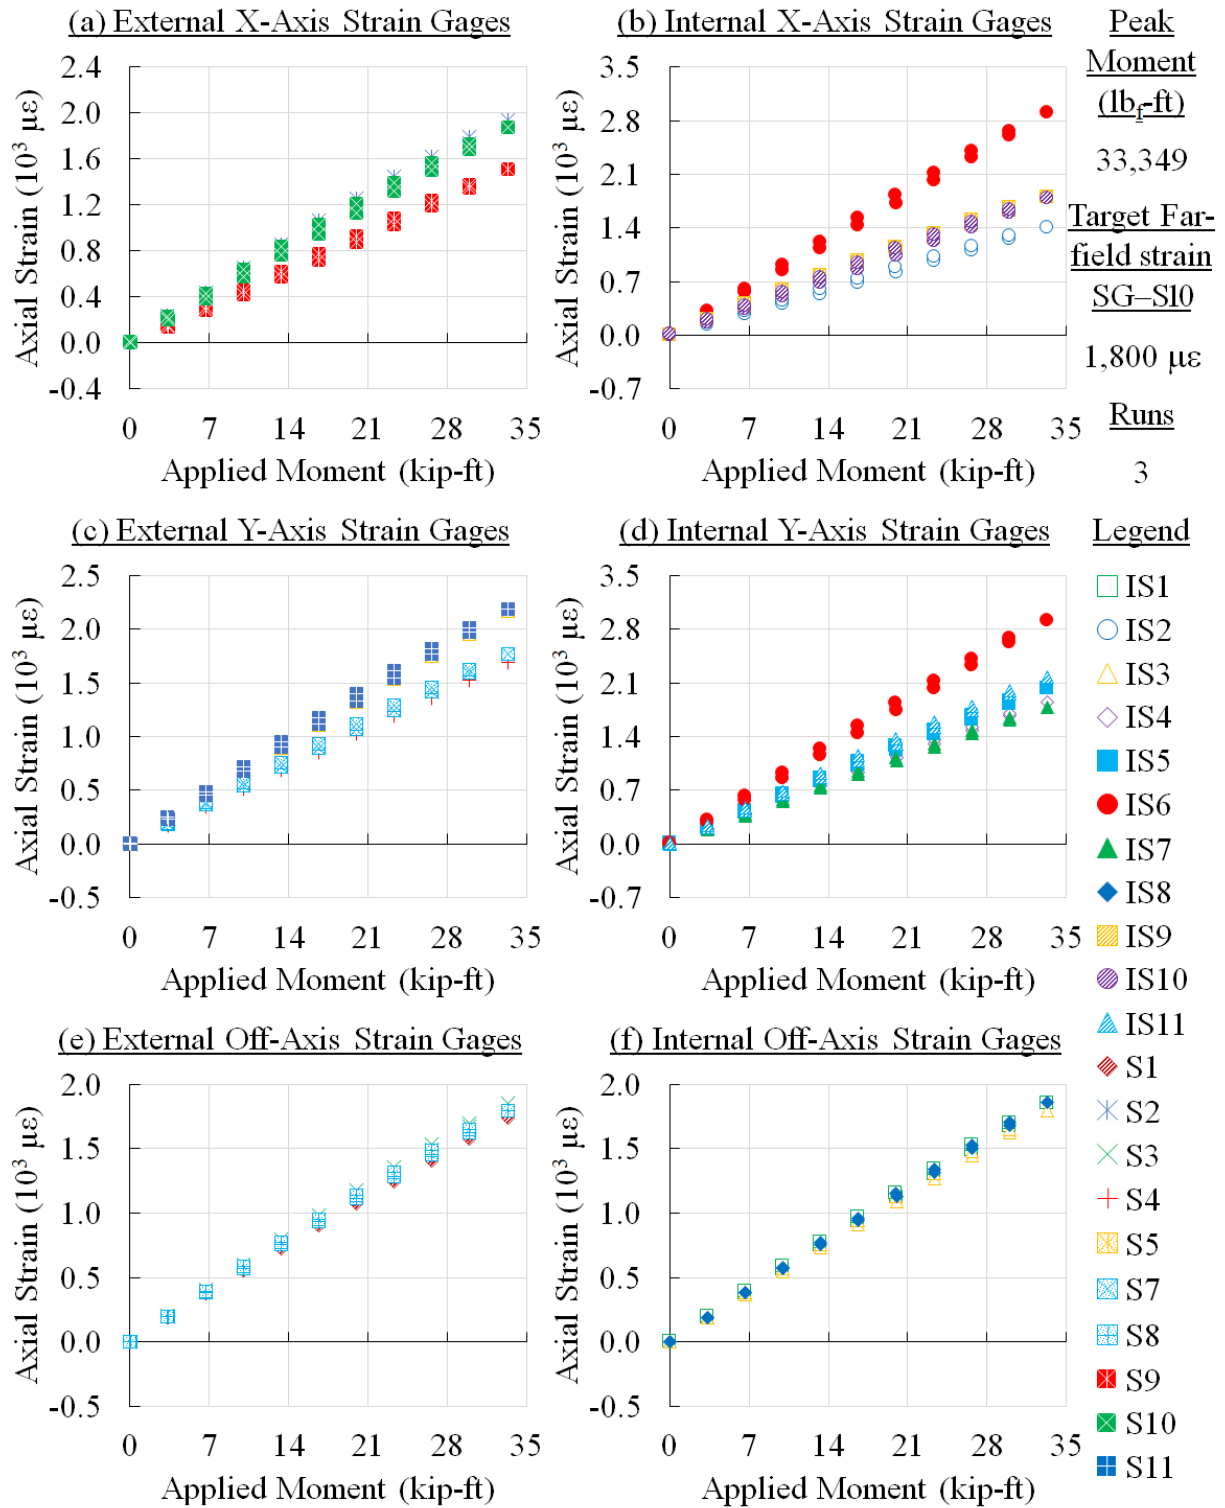 (a) External X-Axis Strain Gages
Axial Strain (10³ με)
2.4
2.0
1.6
1.2
0.8
0.4
0.0
-0.4
0 7 14 21 28 35
Applied Moment (kip-ft)
(b) Internal X-Axis Strain Gages
Axial Strain (10³ με)
3.5
2.8
2.1
1.4
0.7
0.0
-0.7
0 7 14 21 28 35
Applied Moment (kip-ft)
Peak
Moment
(lbf-ft)
33,349
Target Far-
field strain
SG–S10
1,800 με
Runs
3
(c) External Y-Axis Strain Gages
Axial Strain (10³ με)
2.5
2.0
1.5
1.0
0.5
0.0
-0.5
0 7 14 21 28 35
Applied Moment (kip-ft)
(d) Internal Y-Axis Strain Gages
Axial Strain (10³ με)
3.5
2.8
2.1
1.4
0.7
0.0
-0.7
0 7 14 21 28 35
Applied Moment (kip-ft)
(e) External Off-Axis Strain Gages
Axial Strain (10³ με)
2.0
1.5
1.0
0.5
0.0
-0.5
0 7 14 21 28 35
Applied Moment (kip-ft)
(f) Internal Off-Axis Strain Gages
Axial Strain (10³ με)
2.0
1.5
1.0
0.5
0.0
-0.5
0 7 14 21 28 35
Applied Moment (kip-ft)
Legend
IS1
IS2
IS3
IS4
IS5
IS6
IS7
IS8
IS9
IS10
IS11
S1
S2
S3
S4
S5
S7
S8
S9
S10
S11